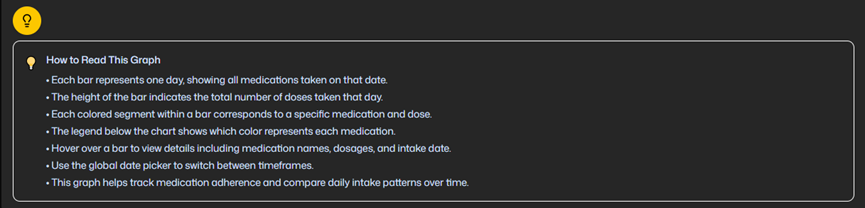 How to Read This Graph
• Each bar represents one day, showing all medications taken on that date.
• The height of the bar indicates the total number of doses taken that day.
• Each colored segment within a bar corresponds to a specific medication and dose.
• The legend below the chart shows which color represents each medication.
• Hover over a bar to view details including medication names, dosages, and intake date.
• Use the global date picker to switch between timeframes.
• This graph helps track medication adherence and compare daily intake patterns over time.